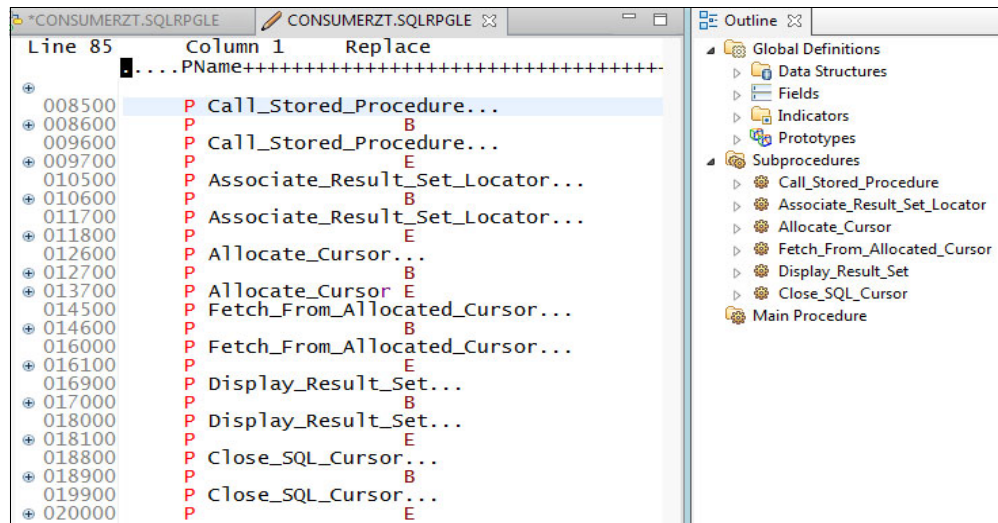 *CONSUMERZT.SQLRPGLE
CONSUMERZT.SQLRPGLE
Line 85 Column 1 Replace
.....PName+++++++++++++++++++++++++++++++++++
008500 P Call_Stored_Procedure...
008600 P B
009600 P Call_Stored_Procedure...
009700 P E
010500 P Associate_Result_Set_Locator...
010600 P B
011700 P Associate_Result_Set_Locator...
011800 P E
012600 P Allocate_Cursor...
012700 P B
013700 P Allocate_Cursor E
014500 P Fetch_From_Allocated_Cursor...
014600 P B
016000 P Fetch_From_Allocated_Cursor...
016100 P E
016900 P Display_Result_Set...
017000 P B
018000 P Display_Result_Set...
018100 P E
018800 P Close_SQL_Cursor...
018900 P B
019900 P Close_SQL_Cursor...
020000 P E
Outline
Global Definitions
Data Structures
Fields
Indicators
Prototypes
Subprocedures
Call_Stored_Procedure
Associate_Result_Set_Locator
Allocate_Cursor
Fetch_From_Allocated_Cursor
Display_Result_Set
Close_SQL_Cursor
Main Procedure